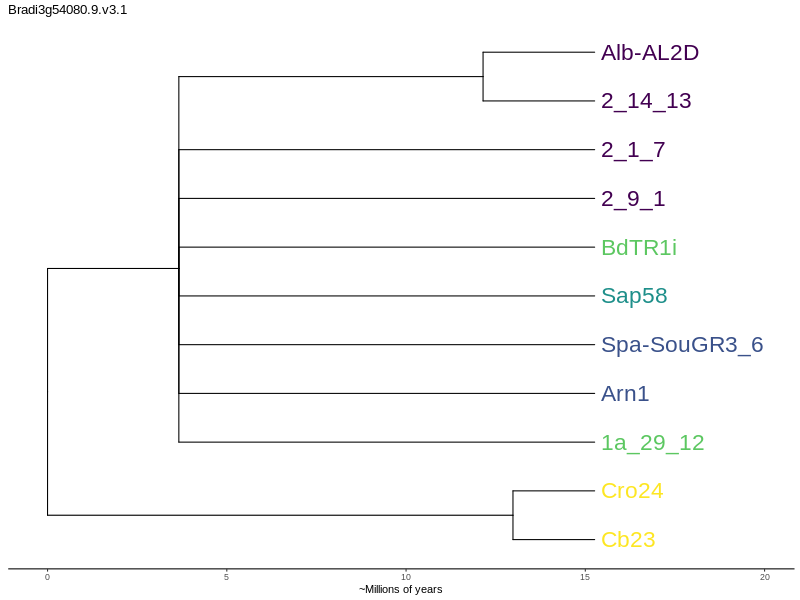 Bradi3g54080.9.v3.1
Alb-AL2D
2_14_13
2_1_7
2_9_1
BdTR1i
Sap58
Spa-SouGR3_6
Arn1
1a_29_12
Cro24
Cb23
0 5 10 15 20
~Millions of years